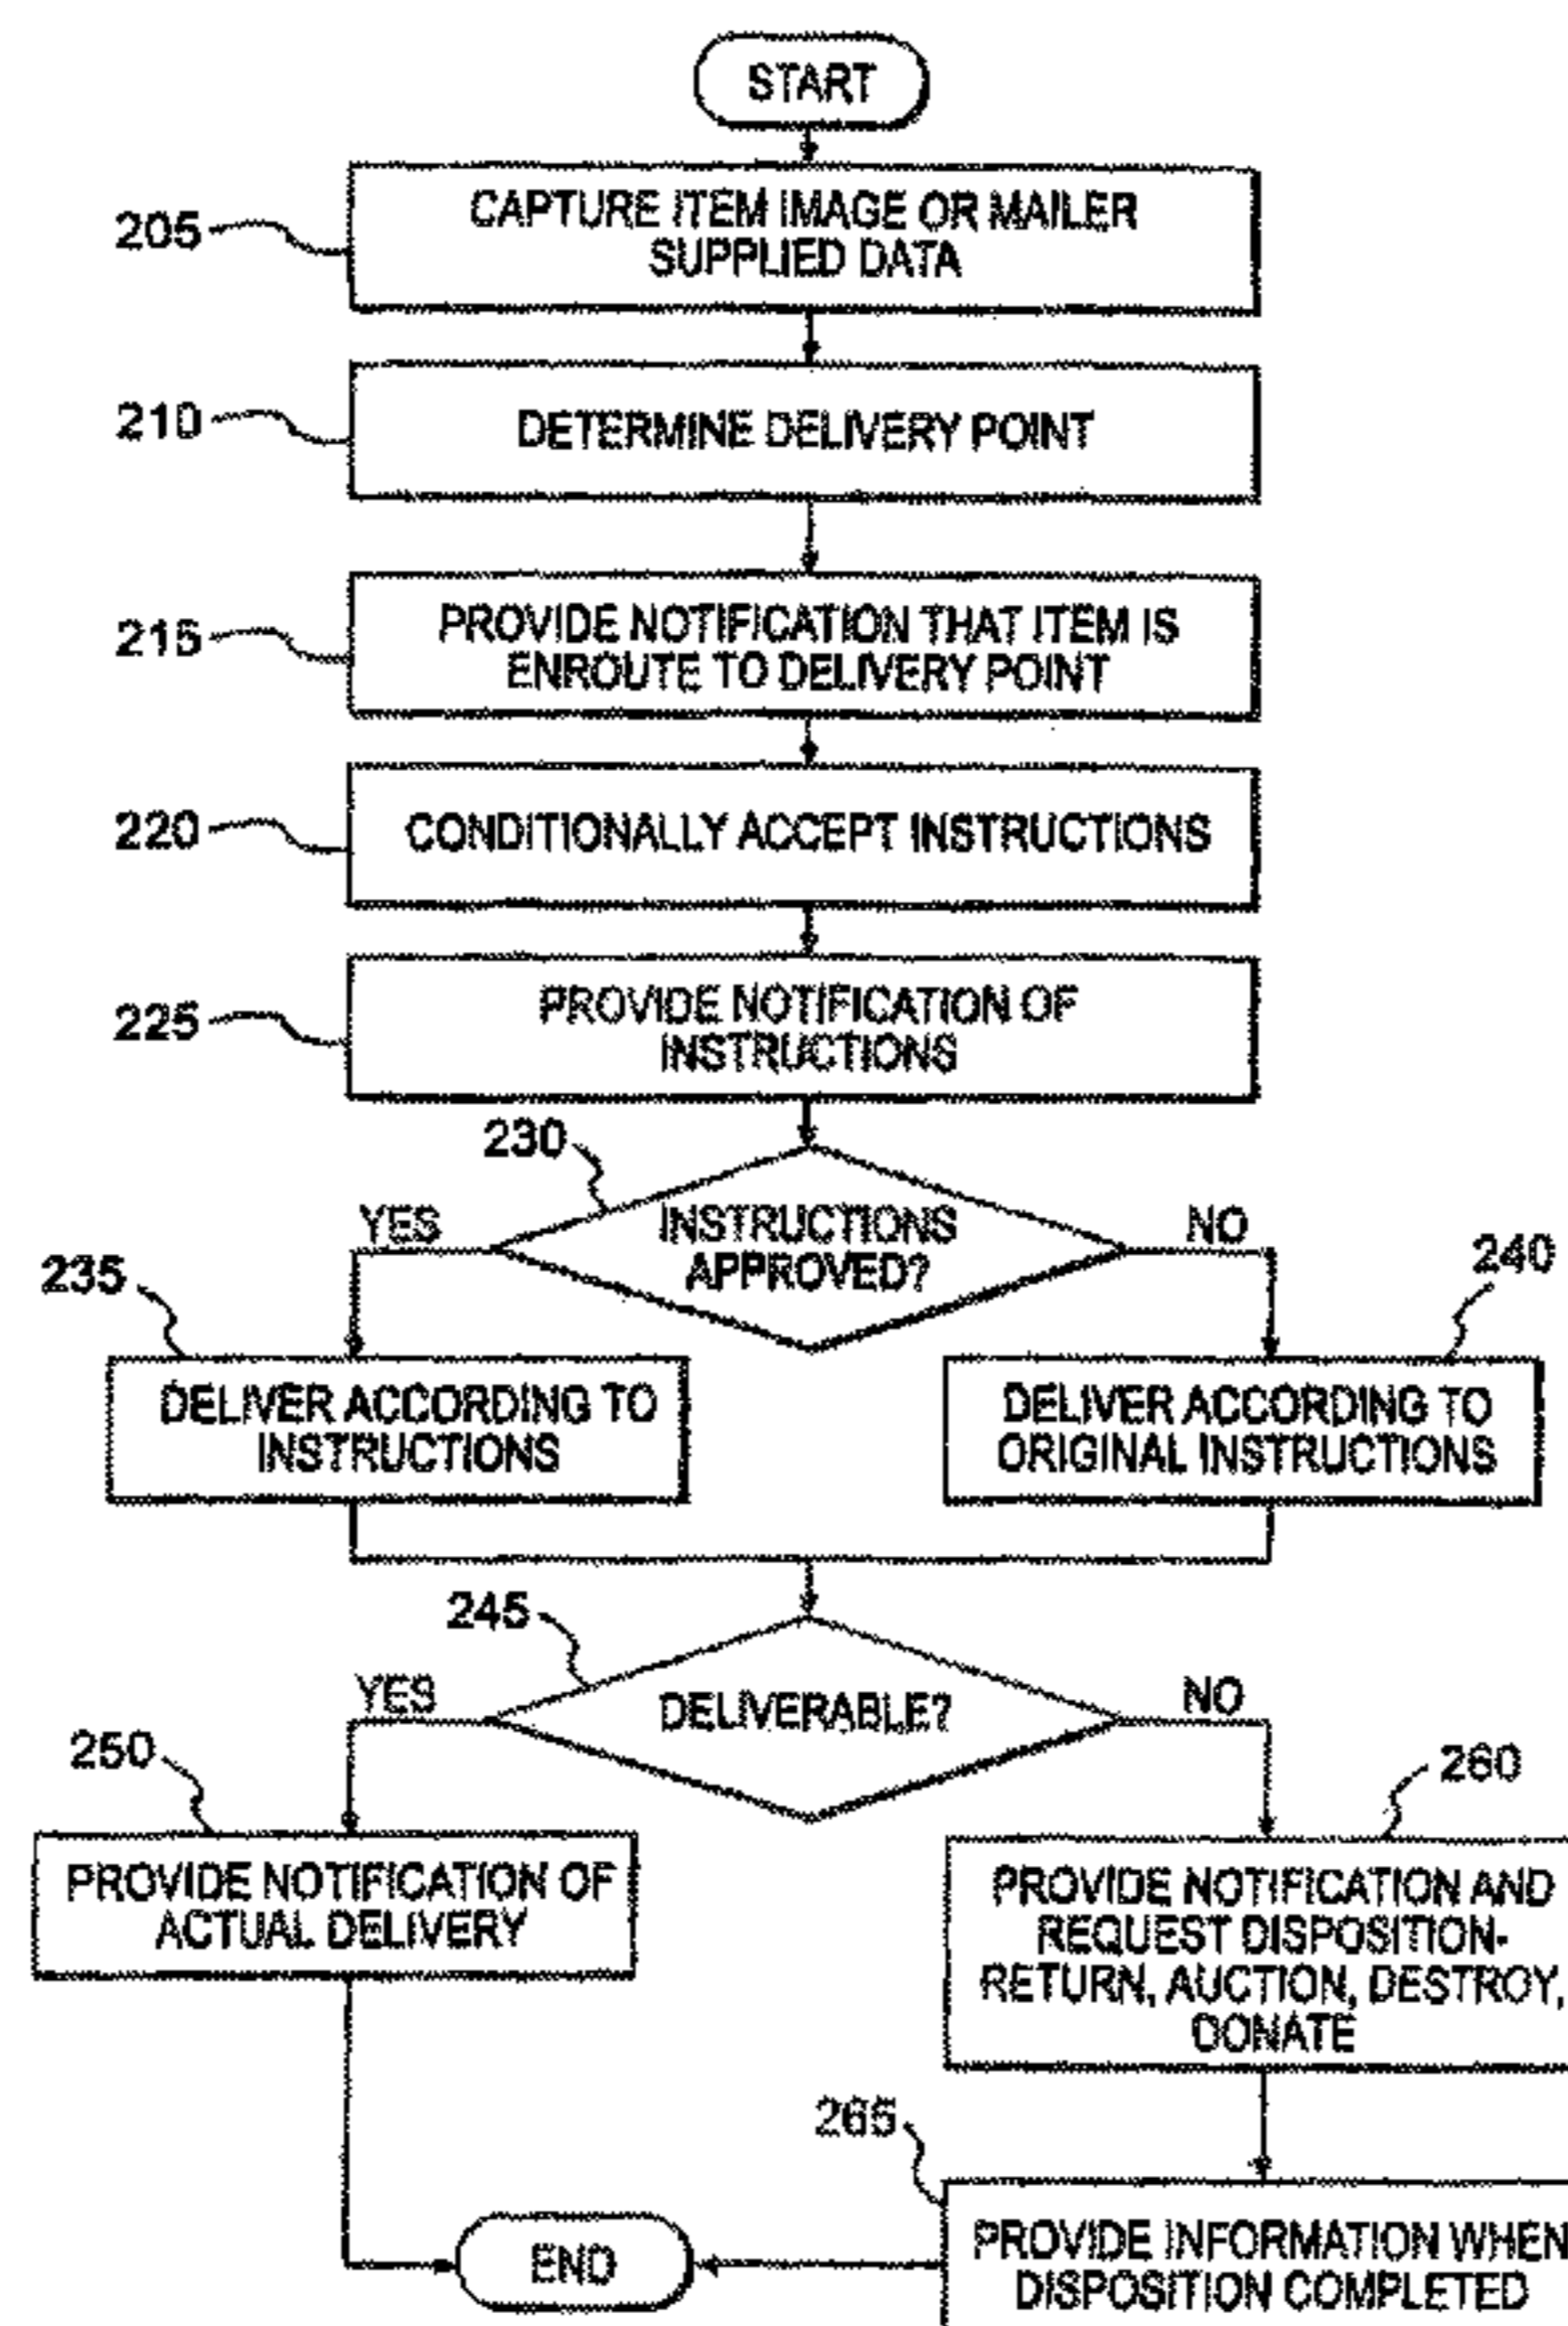 START
205
CAPTURE ITEM IMAGE OR MAILER
SUPPLIED DATA
210
DETERMINE DELIVERY POINT
215
PROVIDE NOTIFICATION THAT ITEM IS
ENROUTE TO DELIVERY POINT
220
CONDITIONALLY ACCEPT INSTRUCTIONS
225
PROVIDE NOTIFICATION OF
INSTRUCTIONS
230
YES
INSTRUCTIONS
APPROVED?
NO
235
240
DELIVER ACCORDING TO
INSTRUCTIONS
DELIVER ACCORDING TO
ORIGINAL INSTRUCTIONS
245
YES
DELIVERABLE?
NO
250
260
PROVIDE NOTIFICATION OF
ACTUAL DELIVERY
PROVIDE NOTIFICATION AND
REQUEST DISPOSITION-
RETURN, AUCTION, DESTROY,
DONATE
265
PROVIDE INFORMATION WHEN
DISPOSITION COMPLETED
END